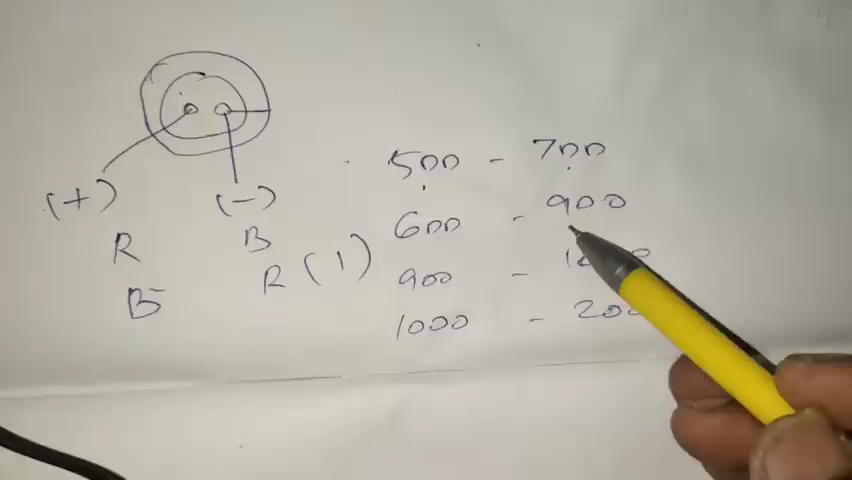 (+) (-)
R B
B R (1)
500 - 700
600 - 900
900 -
1000 -